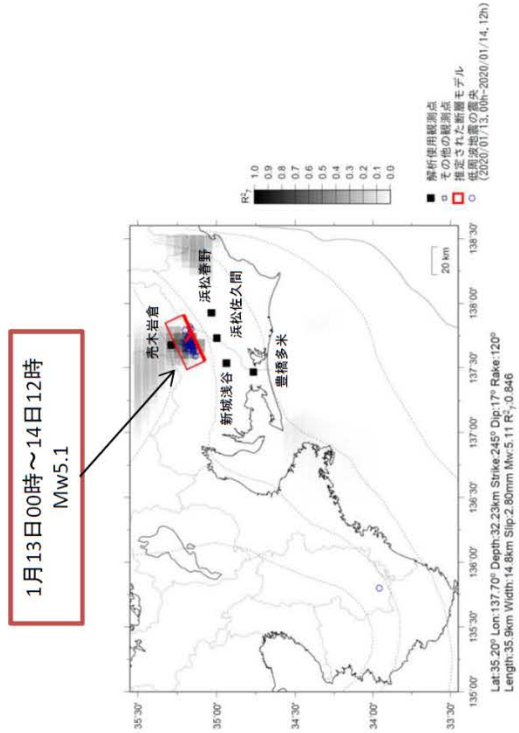 1月13日00時～14日12時
Mw5.1
35°30'
35°00'
34°30'
34°00'
33°30'
135°00'
135°30'
136°00'
136°30'
137°00'
137°30'
138°00'
138°30'
売木岩倉
浜松春野
浜松佐久間
新城浅谷
豊橋多米
20 km
R²₇
1.0
0.9
0.8
0.7
0.6
0.5
0.4
0.3
0.2
0.1
0.0
解析使用観測点
その他の観測点
推定された断層モデル
低周波地震の震央
(2020/01/13,00h-2020/01/14,12h)
Lat:35.20° Lon:137.70° Depth:32.23km Strike:245° Dip:17° Rake:120°
Length:35.9km Width:14.8km Slip:2.80mm Mw:5.11 R²₇:0.846